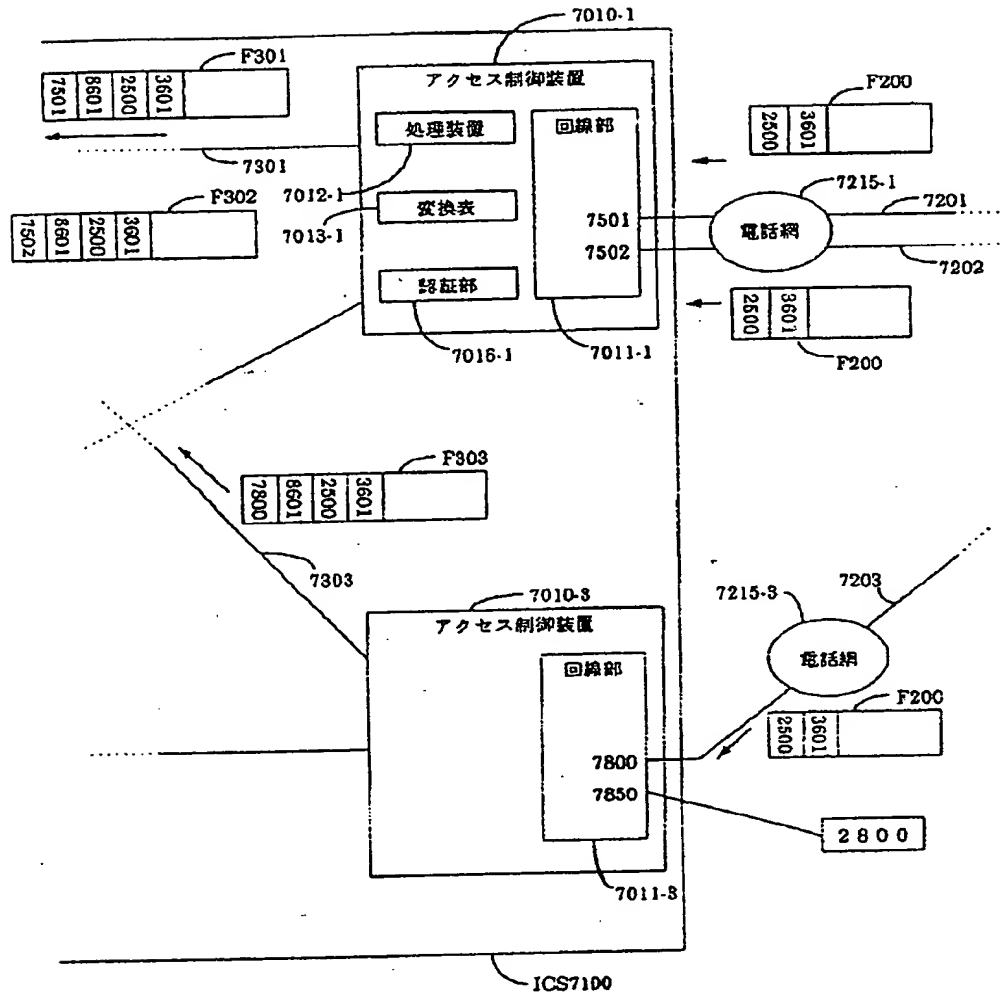 7010-1
F301
7501 8601 2500 3601
アクセス制御装置
処理装置
回線部
F200
2500 3601
7301
7012-1
7215-1
7201
F302
7502 8601 2500 3601
変換表
7013-1
7501
7502
電話網
7202
認証部
7016-1
7011-1
2500 3601
F200
F303
7800 8601 2500 3601
7303
7010-3
アクセス制御装置
7215-3
7203
回線部
電話網
F200
2500 3601
7800
7850
2800
7011-3
ICS7100